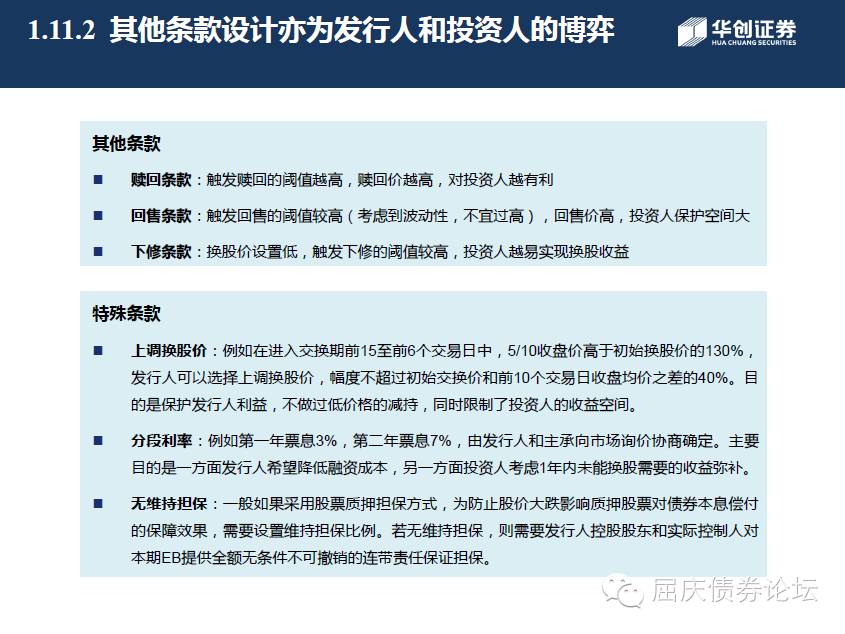 1.11.2 其他条款设计亦为发行人和投资人的博弈
华创证券
HUA CHUANG SECURITIES
其他条款
■ 赎回条款：触发赎回的阈值越高，赎回价越高，对投资人越有利
■ 回售条款：触发回售的阈值较高（考虑到波动性，不宜过高），回售价高，投资人保护空间大
■ 下修条款：换股价设置低，触发下修的阈值较高，投资人越易实现换股收益
特殊条款
■ 上调换股价：例如在进入交换期前15至前6个交易日中，5/10收盘价高于初始换股价的130%，
发行人可以选择上调换股价，幅度不超过初始交换价和前10个交易日收盘均价之差的40%。目
的是保护发行人利益，不做过低价格的减持，同时限制了投资人的收益空间。
■ 分段利率：例如第一年票息3%，第二年票息7%，由发行人和主承向市场询价协商确定。主要
目的是一方面发行人希望降低融资成本，另一方面投资人考虑1年内未能换股需要的收益弥补。
■ 无维持担保：一般如果采用股票质押担保方式，为防止股价大跌影响质押股票对债券本息偿付
的保障效果，需要设置维持担保比例。若无维持担保，则需要发行人控股股东和实际控制人对
本期EB提供全额无条件不可撤销的连带责任保证担保。
屈庆债券论坛